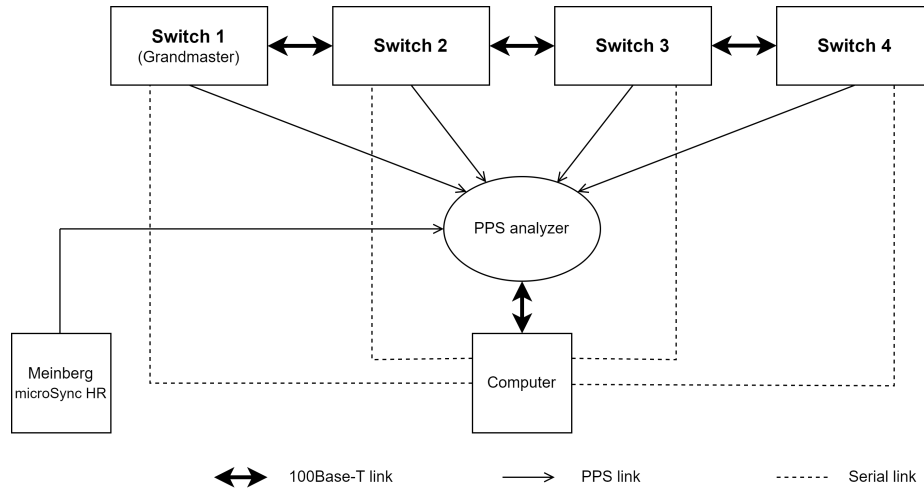 Switch 1
(Grandmaster)
Switch 2
Switch 3
Switch 4
PPS analyzer
Meinberg
microSync HR
Computer
100Base-T link
PPS link
Serial link